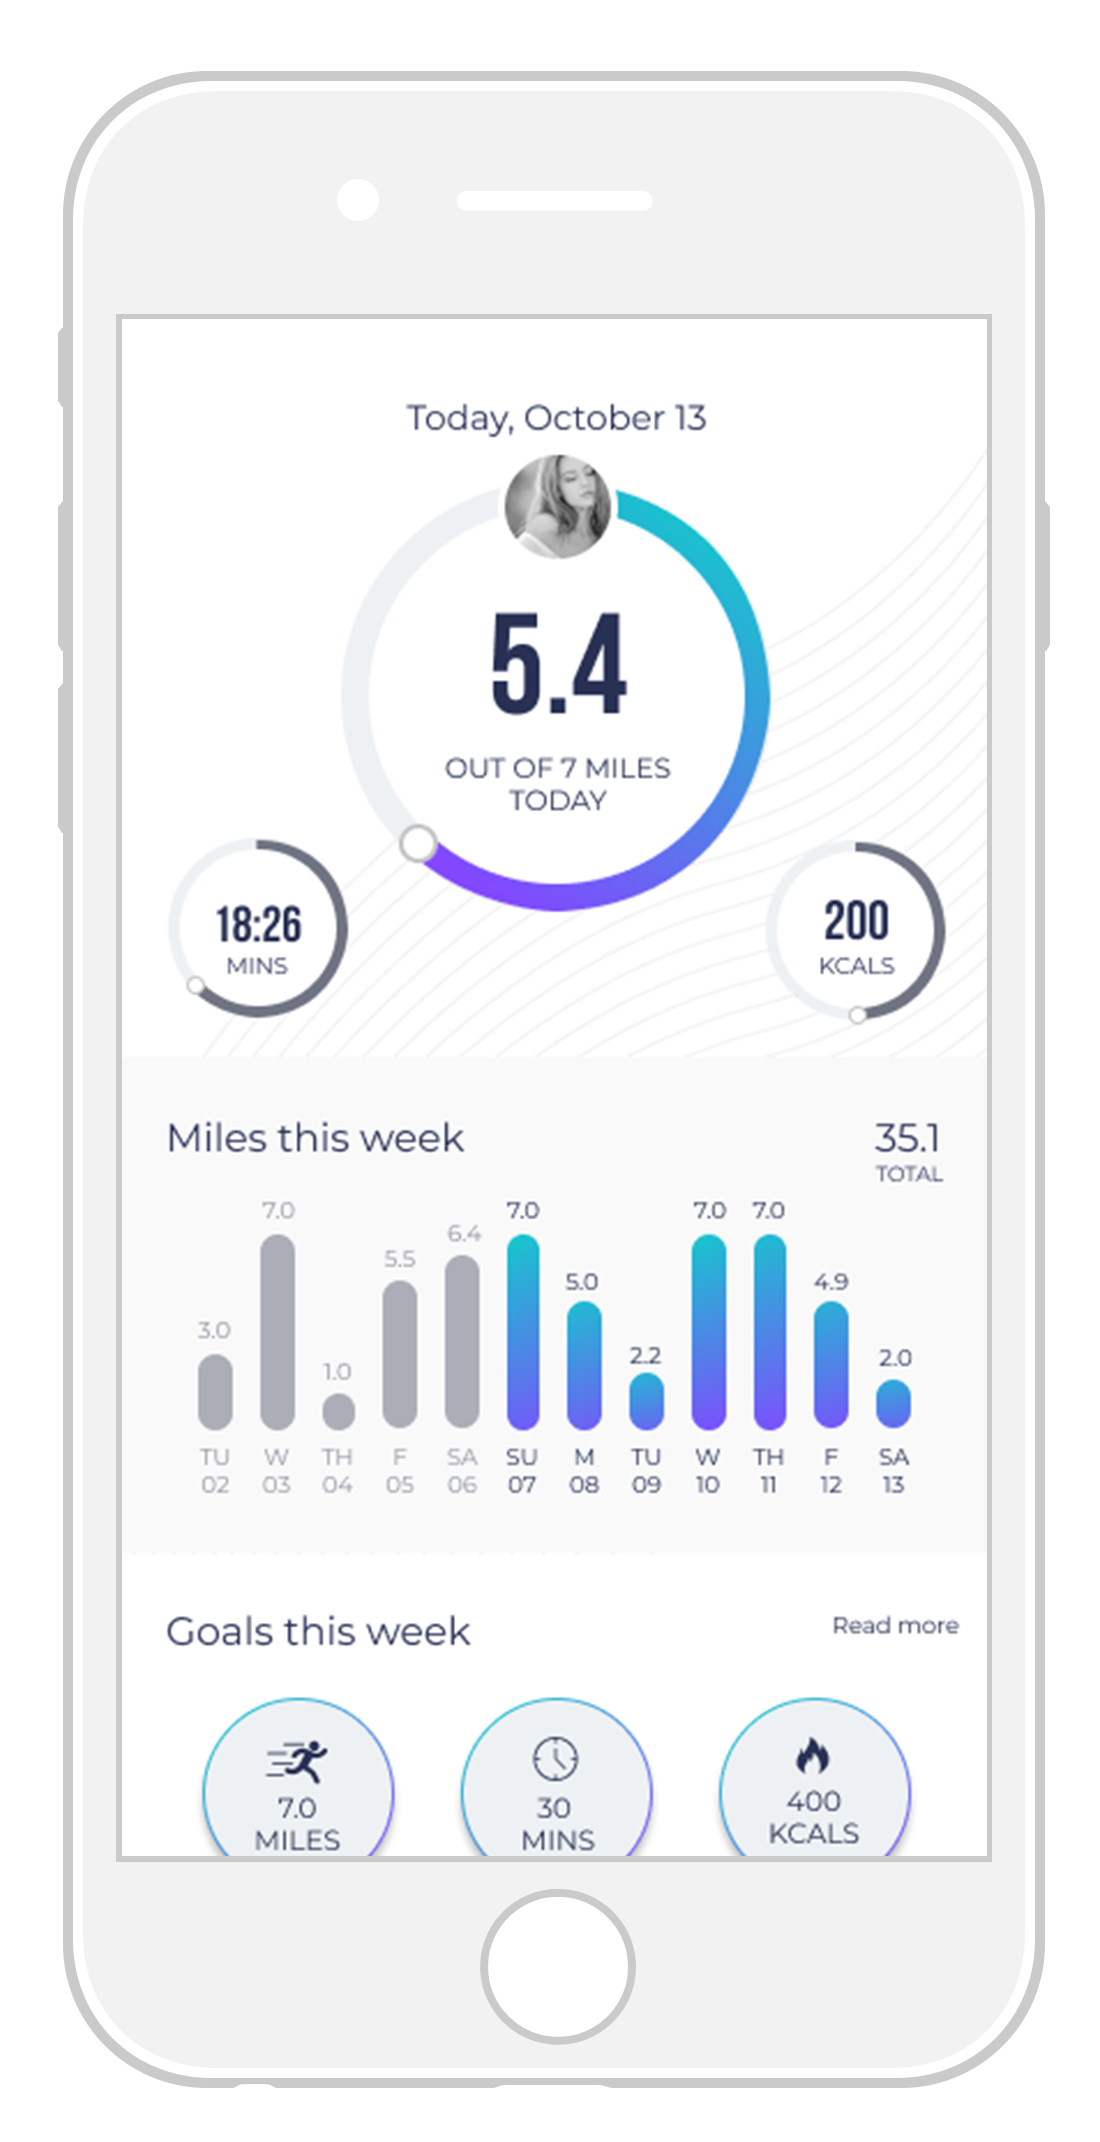 Today, October 13
5.4
OUT OF 7 MILES
TODAY
18:26
MINS
200
KCALS
Miles this week
35.1
TOTAL
3.0 7.0 1.0 5.5 6.4 7.0 5.0 2.2 7.0 7.0 4.9 2.0
TU W TH F SA SU M TU W TH F SA
02 03 04 05 06 07 08 09 10 11 12 13
Goals this week
Read more
7.0
MILES
30
MINS
400
KCALS